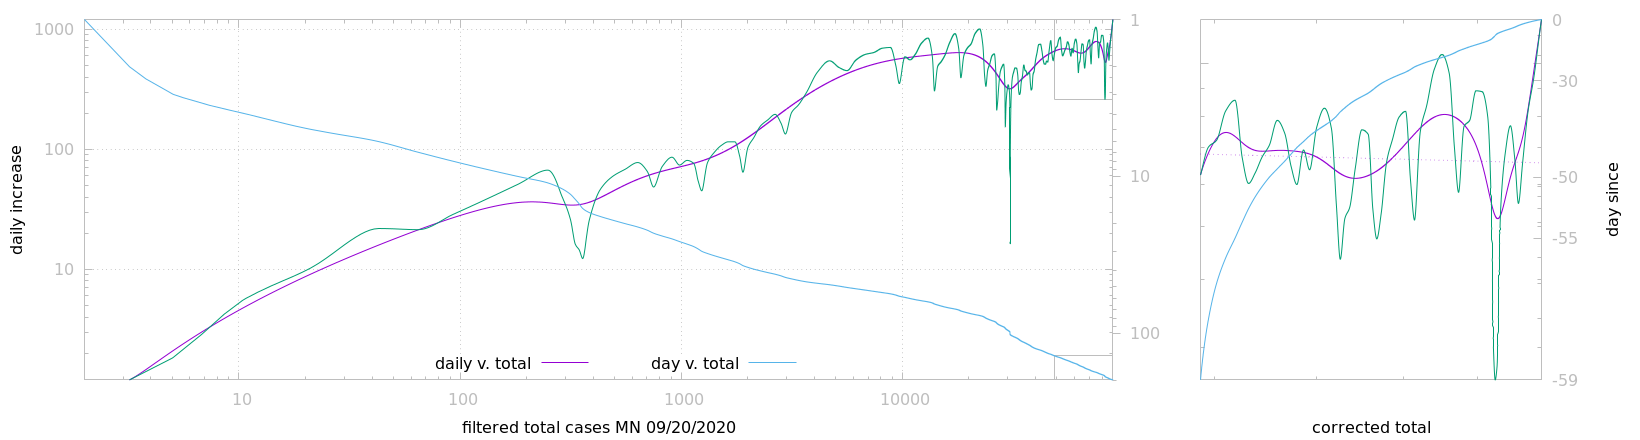 1000
100
10
daily increase
10
100
1000
10000
filtered total cases MN 09/20/2020
daily v. total
day v. total
1
10
100
0
-30
-50
-55
-59
day since
corrected total